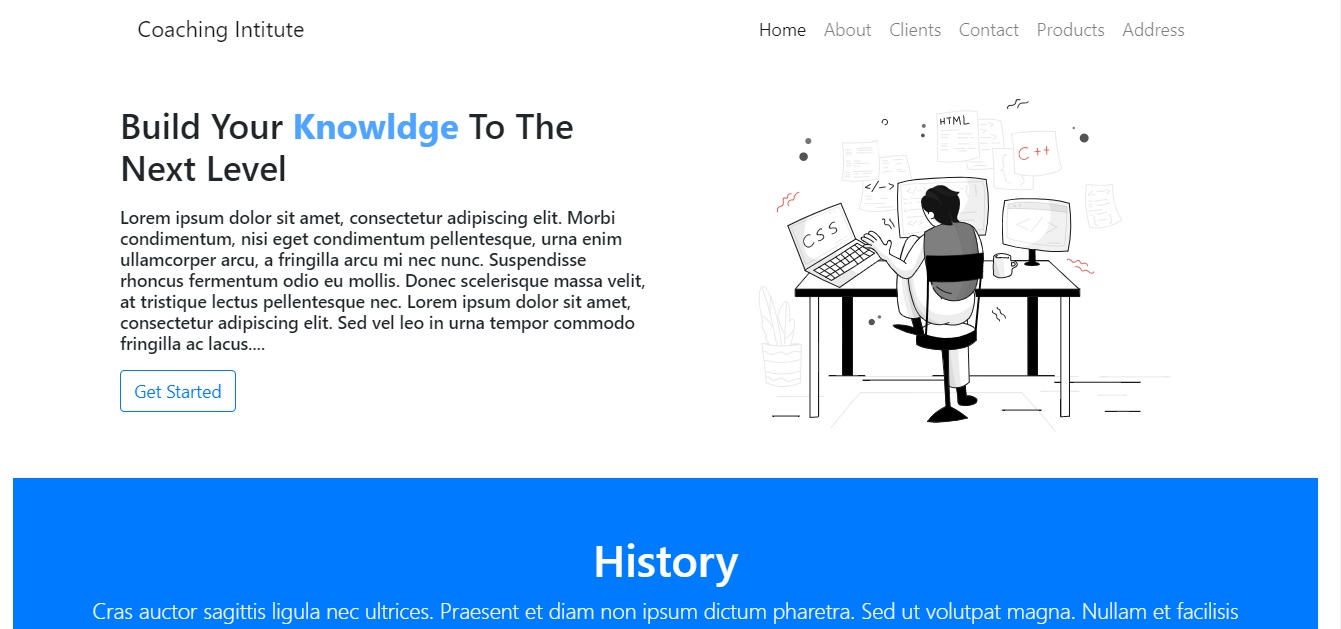 Coaching Intitute
Home About Clients Contact Products Address
Build Your Knowldge To The
Next Level
Lorem ipsum dolor sit amet, consectetur adipiscing elit. Morbi
condimentum, nisi eget condimentum pellentesque, urna enim
ullamcorper arcu, a fringilla arcu mi nec nunc. Suspendisse
rhoncus fermentum odio eu mollis. Donec scelerisque massa velit,
at tristique lectus pellentesque nec. Lorem ipsum dolor sit amet,
consectetur adipiscing elit. Sed vel leo in urna tempor commodo
fringilla ac lacus....
Get Started
HTML
C++
</-->
CSS
</>
History
Cras auctor sagittis ligula nec ultrices. Praesent et diam non ipsum dictum pharetra. Sed ut volutpat magna. Nullam et facilisis